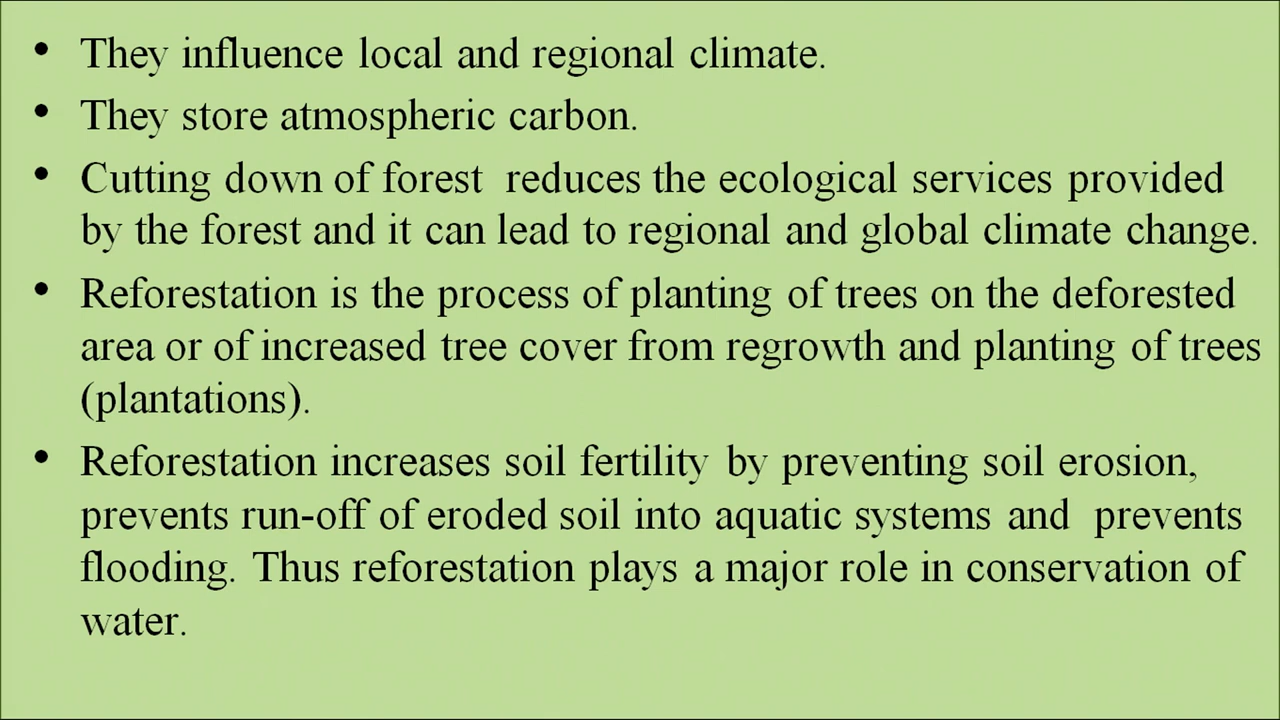 • They influence local and regional climate.
• They store atmospheric carbon.
• Cutting down of forest  reduces the ecological services provided
by the forest and it can lead to regional and global climate change.
• Reforestation is the process of planting of trees on the deforested
area or of increased tree cover from regrowth and planting of trees
(plantations).
• Reforestation increases soil fertility by preventing soil erosion,
prevents run-off of eroded soil into aquatic systems and  prevents
flooding. Thus reforestation plays a major role in conservation of
water.